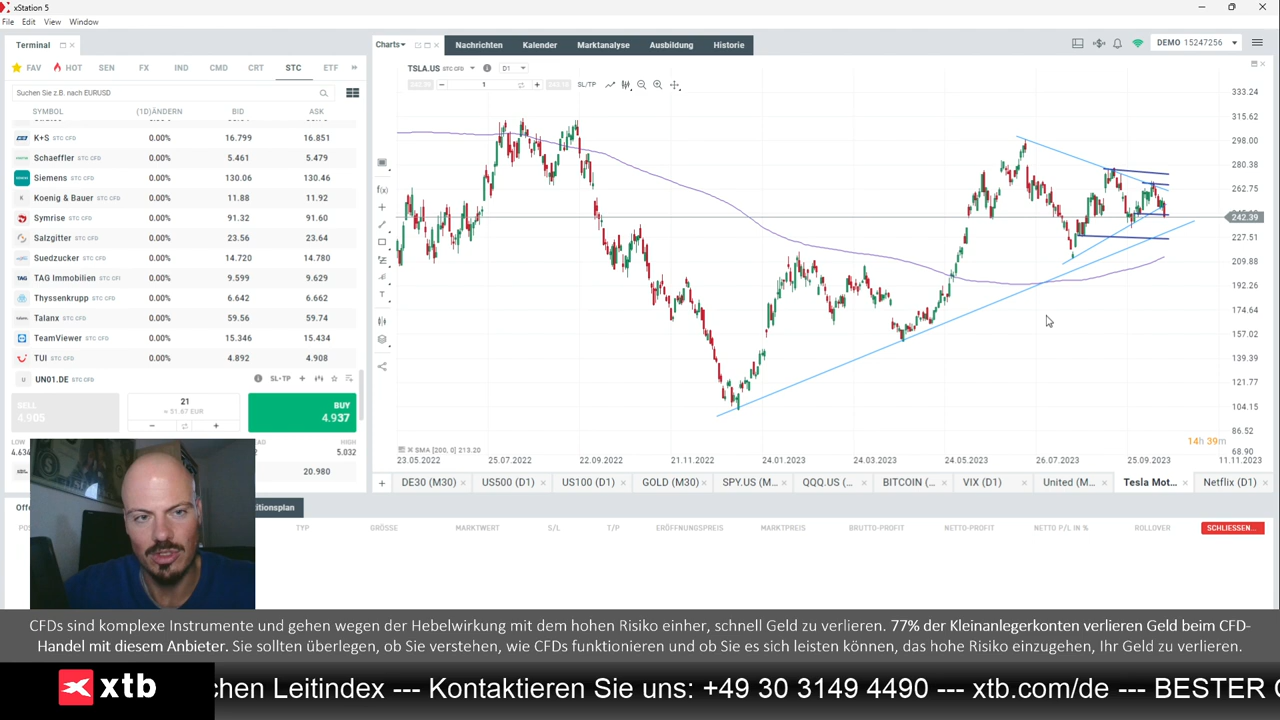 xStation 5
File Edit View Window
Terminal
Charts Nachrichten Kalender Marktanalyse Ausbildung Historie
DEMO 15247256
FAV HOT SEN FX IND CMD CRT STC ETF
TSLA.US STC CFD D1
1 SL/TP
Suchen Sie z.B. nach EURUSD
SYMBOL (1D)ÄNDERN BID ASK
K+S STC CFD 0.00% 16.799 16.851
Schaeffler STC CFD 0.00% 5.461 5.479
Siemens STC CFD 0.00% 130.06 130.46
Koenig & Bauer STC CFD 0.00% 11.88 11.92
Symrise STC CFD 0.00% 91.32 91.60
Salzgitter STC CFD 0.00% 23.56 23.64
Suedzucker STC CFD 0.00% 14.720 14.780
TAG Immobilien STC CFD 0.00% 9.599 9.629
Thyssenkrupp STC CFD 0.00% 6.642 6.662
Talanx STC CFD 0.00% 59.56 59.74
TeamViewer STC CFD 0.00% 15.346 15.434
TUI STC CFD 0.00% 4.892 4.908
UN01.DE STC CFD SL•TP
SELL
4.905
21
≈ 51.67 EUR
BUY
4.937
LOW
4.634
HIGH
5.032
20.980
333.24
315.62
298.00
280.38
262.75
242.39
227.51
209.88
192.26
174.64
157.02
139.39
121.77
104.15
86.52
68.90
14h 39m
SMA [200, 0] 213.20
23.05.2022 25.07.2022 22.09.2022 21.11.2022 24.01.2023 24.03.2023 24.05.2023 26.07.2023 25.09.2023 11.11.2023
DE30 (M30) US500 (D1) US100 (D1) GOLD (M30) SPY.US (M... QQQ.US (... BITCOIN (... VIX (D1) United (M... Tesla Mot... Netflix (D1)
TYP GRÖSSE MARKTWERT S/L T/P ERÖFFNUNGSPREIS MARKTPREIS BRUTTO-PROFIT NETTO-PROFIT NETTO P/L IN % ROLLOVER SCHLIESSEN...
CFDs sind komplexe Instrumente und gehen wegen der Hebelwirkung mit dem hohen Risiko einher, schnell Geld zu verlieren. 77% der Kleinanlegerkonten verlieren Geld beim CFD-
Handel mit diesem Anbieter. Sie sollten überlegen, ob Sie verstehen, wie CFDs funktionieren und ob Sie es sich leisten können, das hohe Risiko einzugehen, Ihr Geld zu verlieren.
xtb
chen Leitindex --- Kontaktieren Sie uns: +49 30 3149 4490 --- xtb.com/de --- BESTER